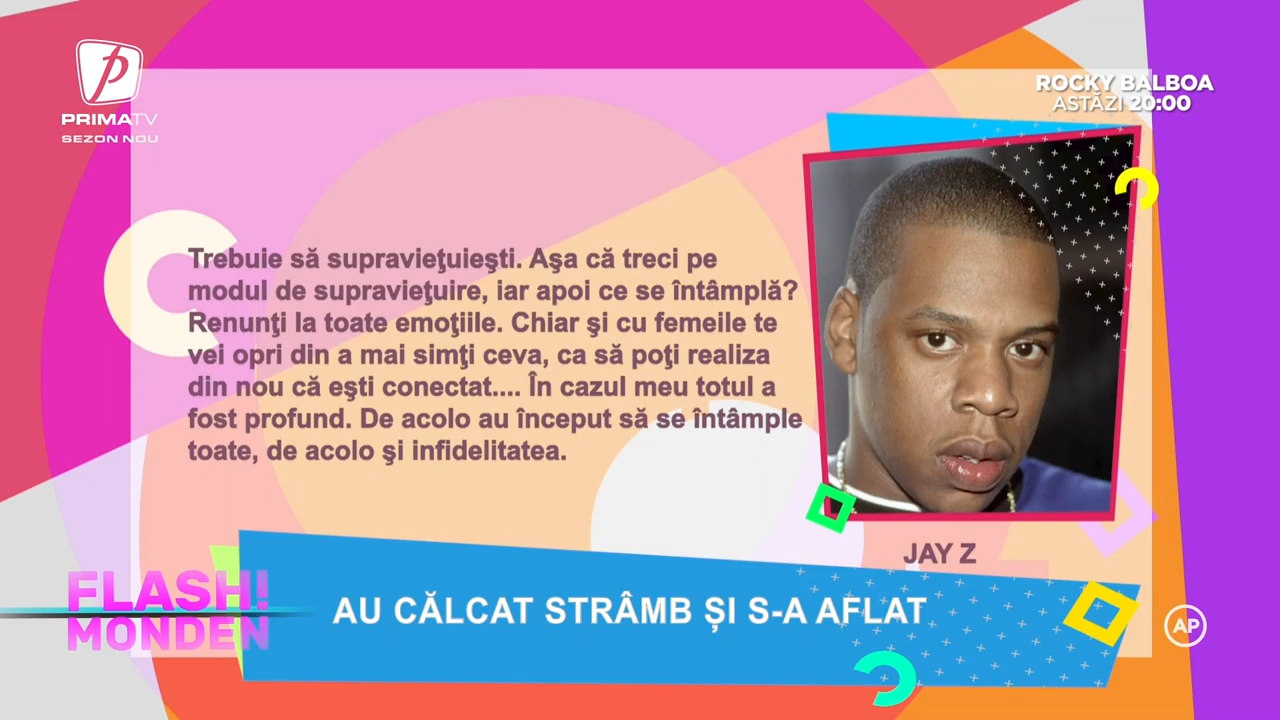 PRIMATV
SEZON NOU
ROCKY BALBOA
ASTĂZI 20:00
Trebuie să supravieţuieşti. Aşa că treci pe
modul de supravieţuire, iar apoi ce se întâmplă?
Renunţi la toate emoţiile. Chiar şi cu femeile te
vei opri din a mai simţi ceva, ca să poţi realiza
din nou că eşti conectat.... În cazul meu totul a
fost profund. De acolo au început să se întâmple
toate, de acolo şi infidelitatea.
JAY Z
FLASH!
MONDEN
AU CĂLCAT STRÂMB ȘI S-A AFLAT
AP